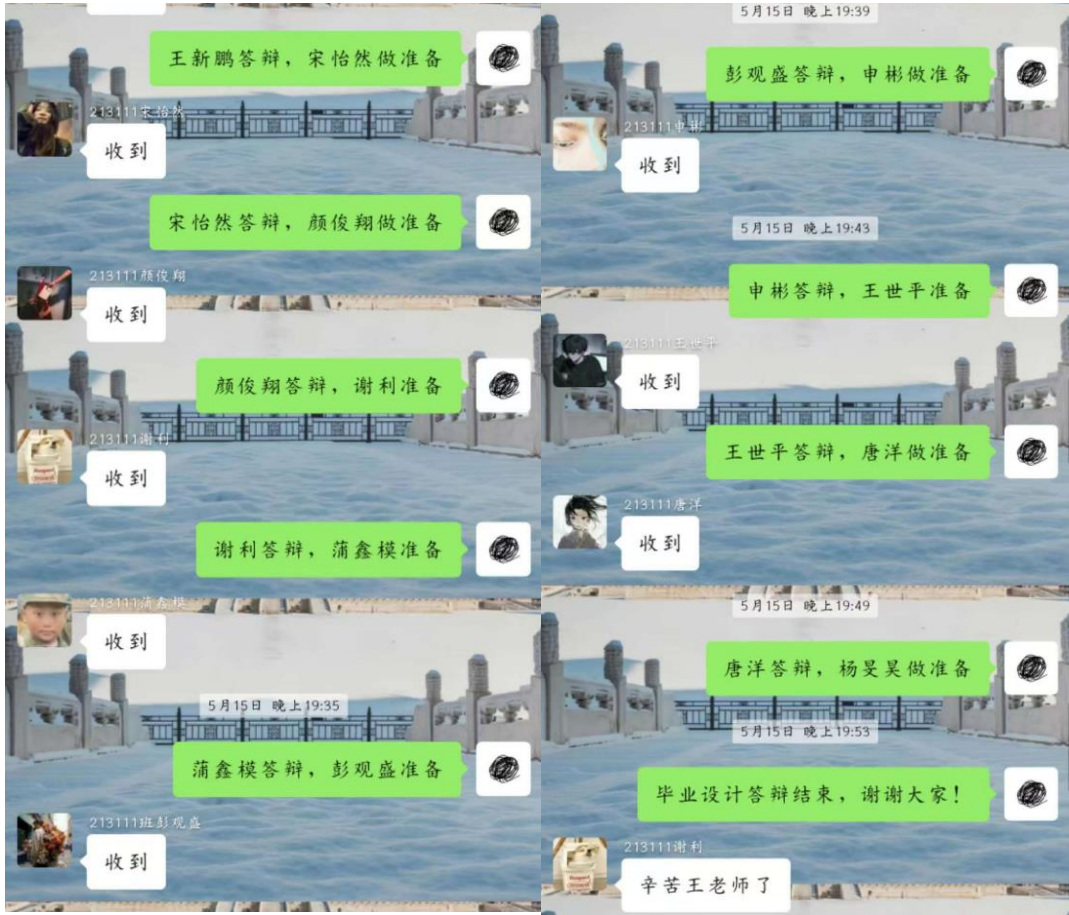 王新鹏答辩，宋怡然做准备
213111宋怡然
收到
宋怡然答辩，颜俊翔做准备
213111颜俊翔
收到
颜俊翔答辩，谢利准备
213111谢利
收到
谢利答辩，蒲鑫模准备
213111蒲鑫模
收到
5月15日 晚上19:35
蒲鑫模答辩，彭观盛准备
213111班彭观盛
收到
5月15日 晚上19:39
彭观盛答辩，申彬做准备
213111申彬
收到
5月15日 晚上19:43
申彬答辩，王世平准备
213111王世平
收到
王世平答辩，唐洋做准备
213111唐洋
收到
5月15日 晚上19:49
唐洋答辩，杨旻昊做准备
5月15日 晚上19:53
毕业设计答辩结束，谢谢大家！
213111谢利
辛苦王老师了